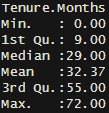 Tenure.Months
Min.   : 0.00
1st Qu.: 9.00
Median :29.00
Mean   :32.37
3rd Qu.:55.00
Max.   :72.00